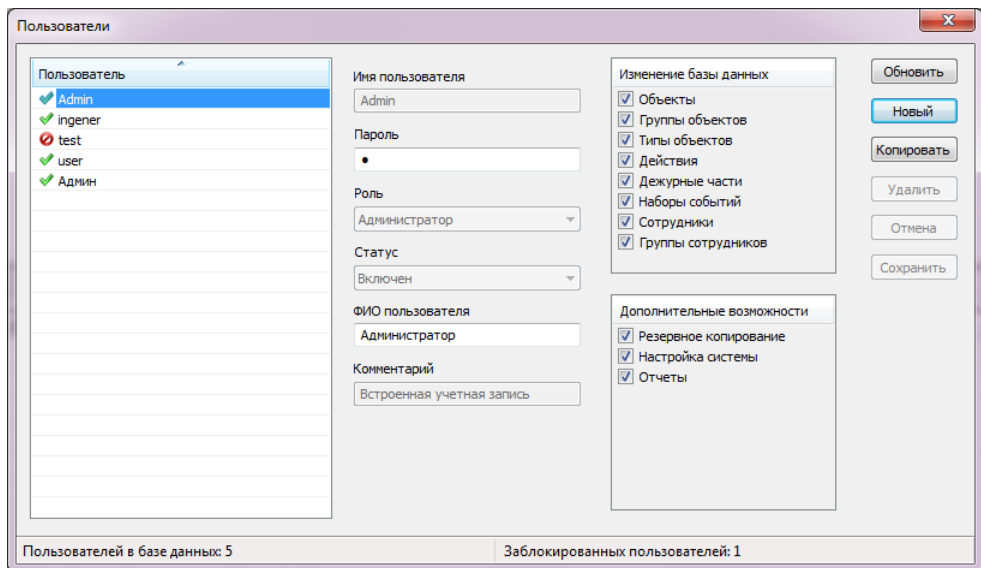 Пользователи
Пользователь
Admin
ingener
test
user
Админ
Имя пользователя
Admin
Пароль
●
Роль
Администратор
Статус
Включен
ФИО пользователя
Администратор
Комментарий
Встроенная учетная запись
Изменение базы данных
Объекты
Группы объектов
Типы объектов
Действия
Дежурные части
Наборы событий
Сотрудники
Группы сотрудников
Дополнительные возможности
Резервное копирование
Настройка системы
Отчеты
Обновить
Новый
Копировать
Удалить
Отмена
Сохранить
Пользователей в базе данных: 5
Заблокированных пользователей: 1